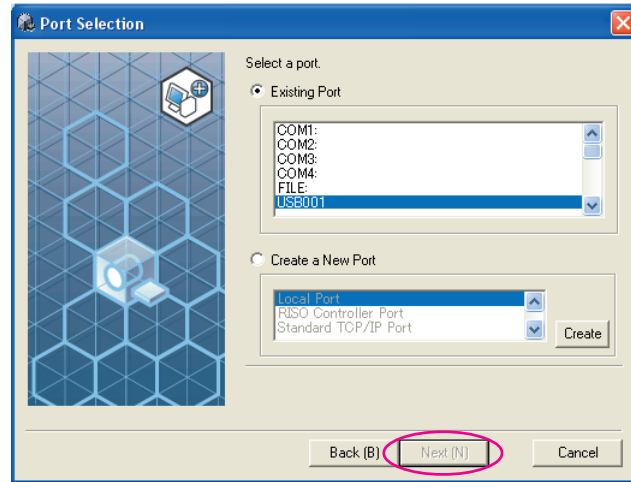 Port Selection
Select a port.
Existing Port
COM1:
COM2:
COM3:
COM4:
FILE:
USB001
Create a New Port
Local Port
RISO Controller Port
Standard TCP/IP Port
Create
Back (B)
Next (N)
Cancel